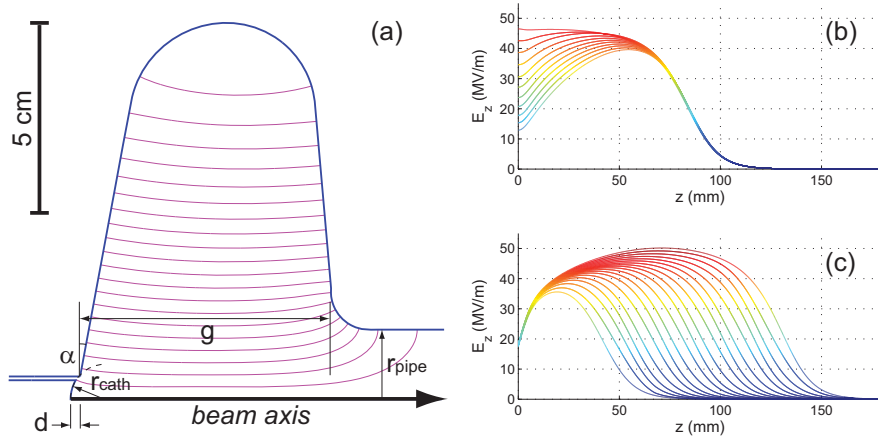 (a)
5 cm
α
g
r_cath
r_pipe
d
beam axis
(b)
E_z (MV/m)
50
40
30
20
10
0
0 50 100 150
z (mm)
(c)
E_z (MV/m)
50
40
30
20
10
0
0 50 100 150
z (mm)